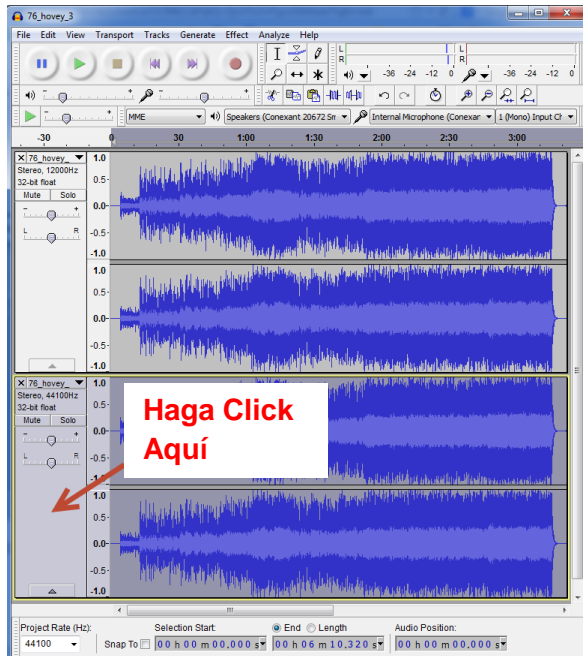 76_hovey_3
File Edit View Transport Tracks Generate Effect Analyze Help
L
R
-36 -24 -12 0
L
R
-36 -24 -12 0
MME
Speakers (Conexant 20672 Sm
Internal Microphone (Conexar
1 (Mono) Input Ch
-30 0 30 1:00 1:30 2:00 2:30 3:00
76_hovey_
Stereo, 12000Hz
32-bit float
Mute Solo
- +
L R
1.0
0.5-
0.0-
-0.5-
-1.0
1.0
0.5-
0.0-
-0.5-
-1.0
76_hovey_
Stereo, 44100Hz
32-bit float
Mute Solo
- +
L R
1.0
0.5-
0.0-
-0.5-
1.0
0.5-
0.0-
-0.5-
-1.0
Haga Click
Aquí
Project Rate (Hz): Selection Start: End Length Audio Position:
44100 Snap To 00 h 00 m 00.000 s 00 h 06 m 10.320 s 00 h 00 m 00.000 s